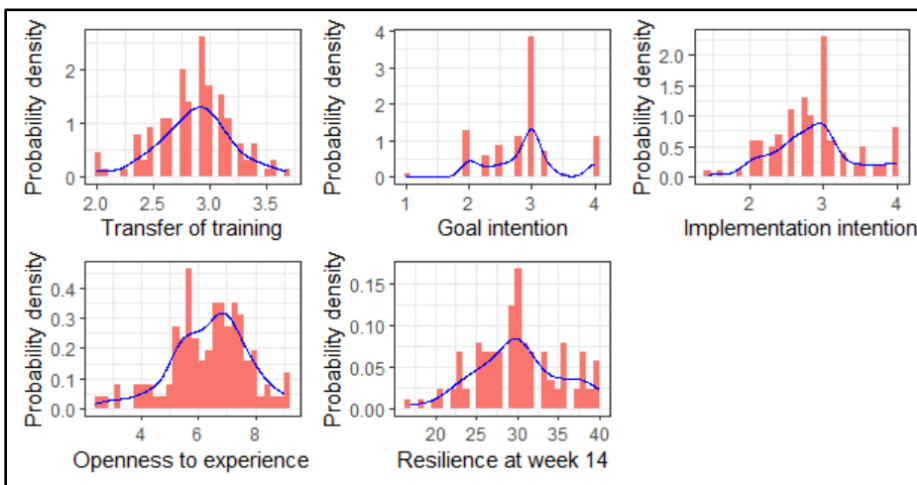 Probability density
2
1
0
2.0 2.5 3.0 3.5
Transfer of training
Probability density
4
3
2
1
0
1 2 3 4
Goal intention
Probability density
2.0
1.5
1.0
0.5
0.0
2 3 4
Implementation intention
Probability density
0.4
0.3
0.2
0.1
0.0
4 6 8
Openness to experience
Probability density
0.15
0.10
0.05
0.00
20 25 30 35 40
Resilience at week 14